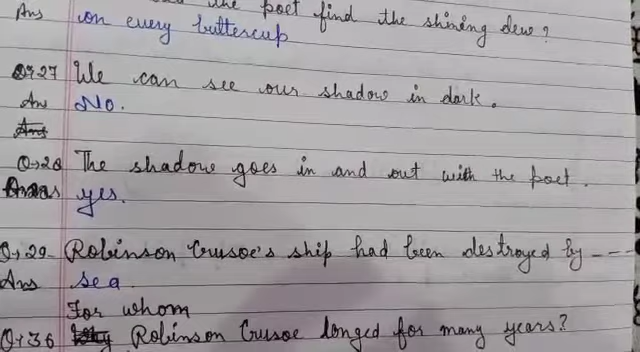 the poet find the shining dew?
Ans on every buttercup
Q→27 We can see our shadow in dark.
Ans No.
Ans
Q→28 The shadow goes in and out with the poet.
Ans yes.
Q→29 Robinson Crusoe's ship had been destroyed by ---
Ans sea
For whom
Q→36 Why Robinson Crusoe longed for many years?